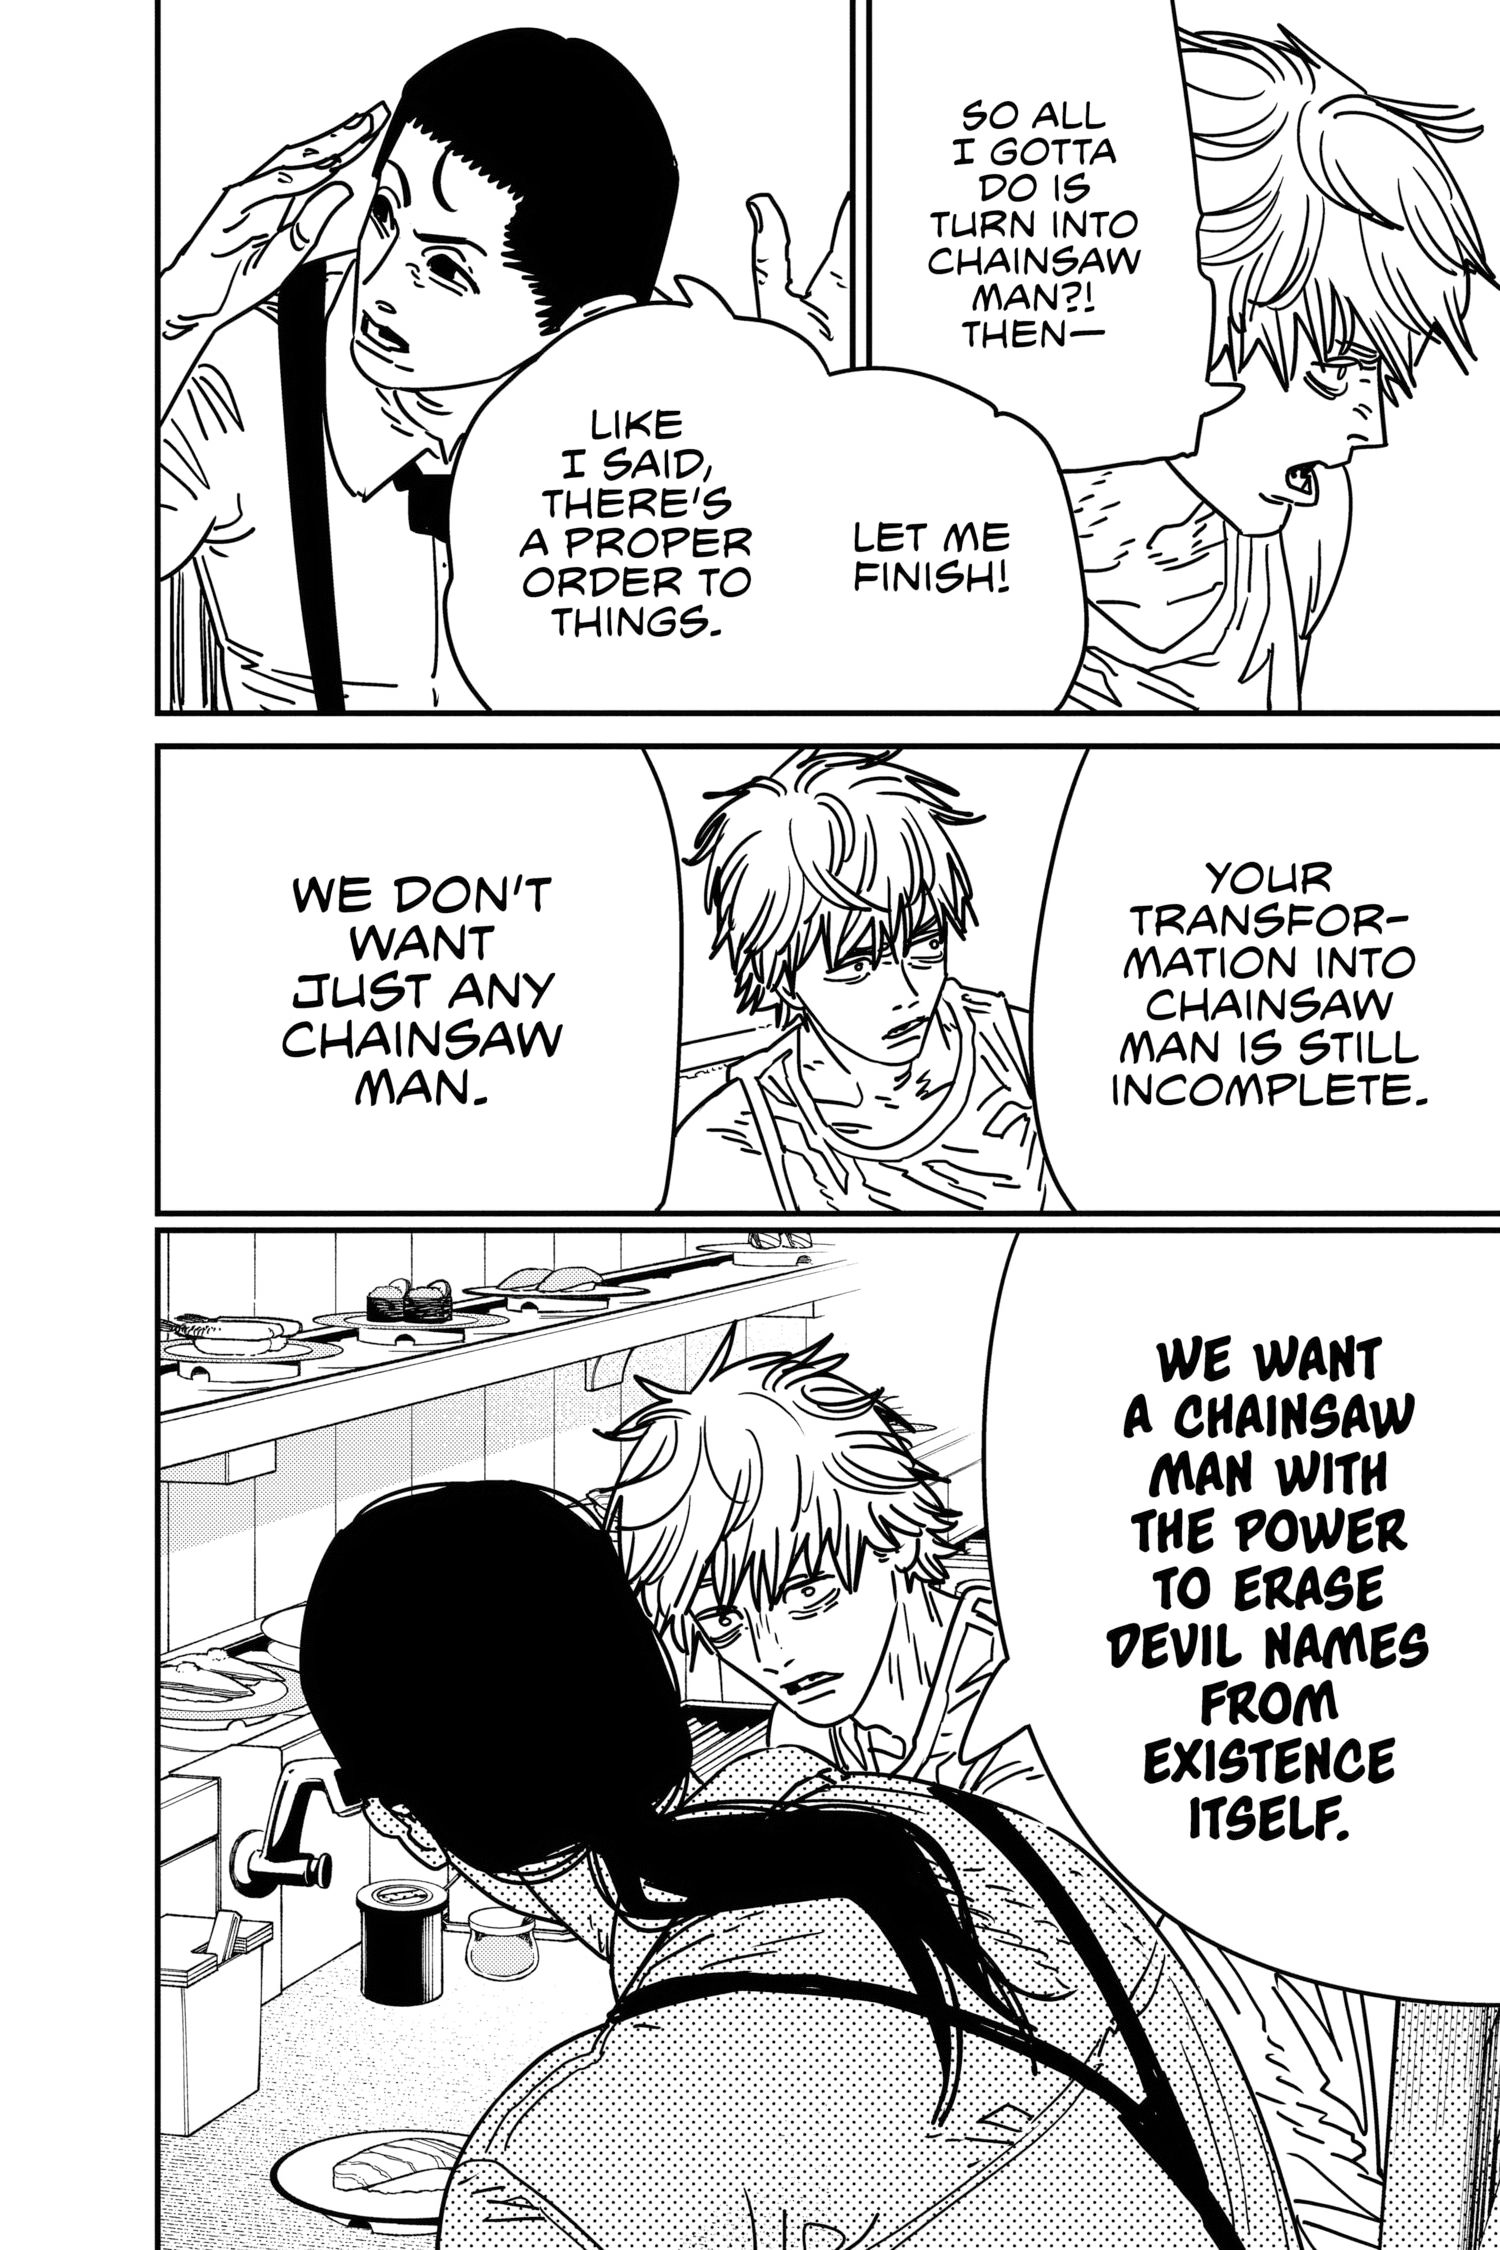 SO ALL
I GOTTA
DO IS
TURN INTO
CHAINSAW
MAN?!
THEN—
LET ME
FINISH!
LIKE
I SAID,
THERE'S
A PROPER
ORDER TO
THINGS.
YOUR
TRANSFOR-
MATION INTO
CHAINSAW
MAN IS STILL
INCOMPLETE.
WE DON'T
WANT
JUST ANY
CHAINSAW
MAN.
WE WANT
A CHAINSAW
MAN WITH
THE POWER
TO ERASE
DEVIL NAMES
FROM
EXISTENCE
ITSELF.